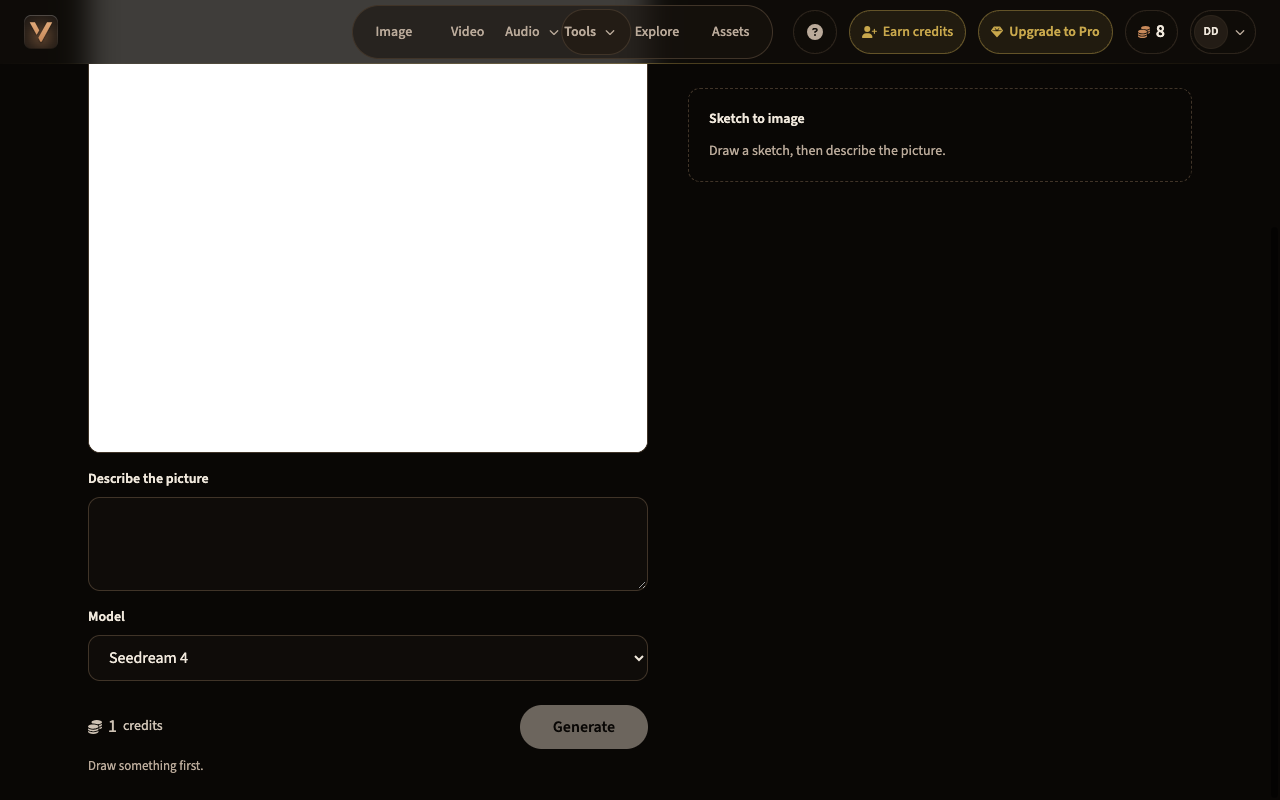 Image Video Audio Tools Explore Assets ? Earn credits Upgrade to Pro 8 DD
Sketch to image
Draw a sketch, then describe the picture.
Describe the picture
Model
Seedream 4
1 credits
Generate
Draw something first.